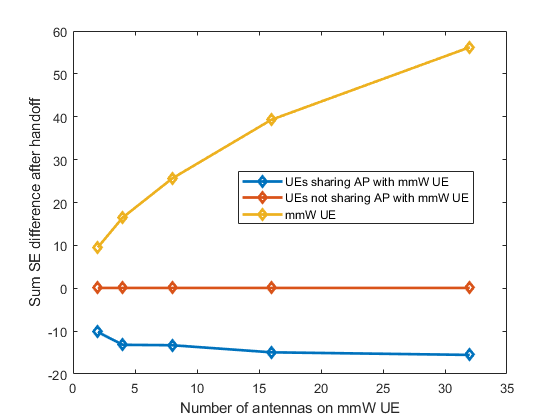 60
50
40
30
20
10
0
-10
-20
Sum SE difference after handoff
UEs sharing AP with mmW UE
UEs not sharing AP with mmW UE
mmW UE
0 5 10 15 20 25 30 35
Number of antennas on mmW UE